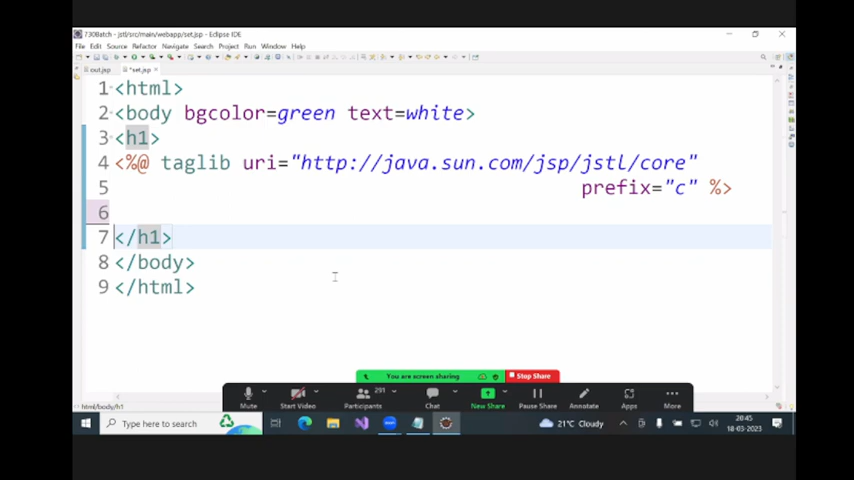 730Batch - jstl/src/main/webapp/set.jsp - Eclipse IDE
File Edit Source Refactor Navigate Search Project Run Window Help
out.jsp *set.jsp
1 <html>
2 <body bgcolor=green text=white>
3 <h1>
4 <%@ taglib uri="http://java.sun.com/jsp/jstl/core"
5 prefix="c" %>
6
7 </h1>
8 </body>
9 </html>
You are screen sharing Stop Share
291
Mute Start Video Participants Chat New Share Pause Share Annotate Apps More
html/body/h1
Type here to search 21°C Cloudy 20:45
18-03-2023